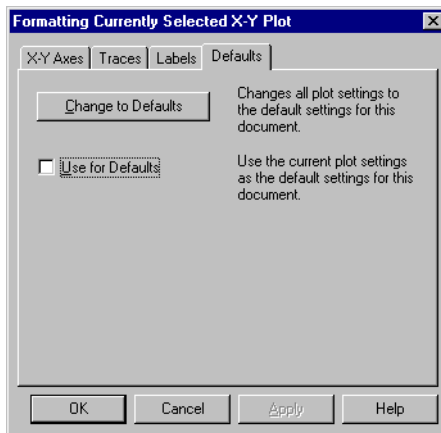 Formatting Currently Selected X-Y Plot
X-Y Axes Traces Labels Defaults
Change to Defaults
Changes all plot settings to
the default settings for this
document.
Use for Defaults
Use the current plot settings
as the default settings for this
document.
OK Cancel Apply Help